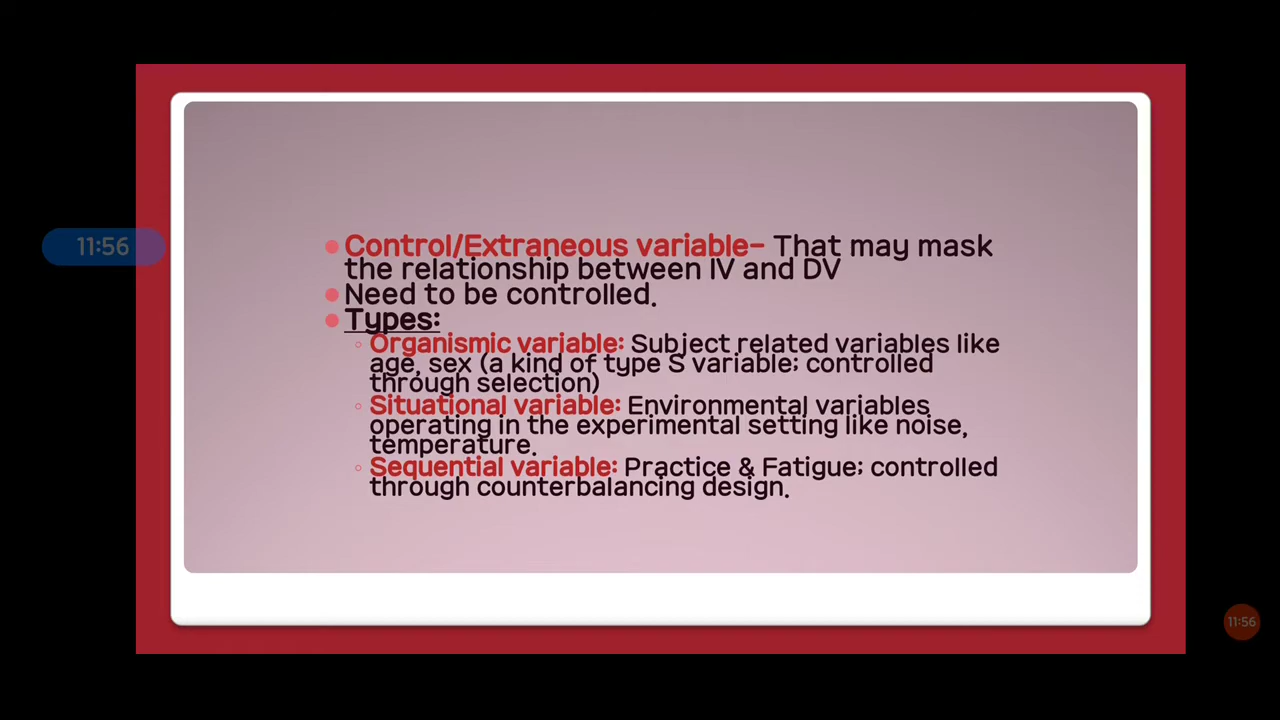 11:56
Control/Extraneous variable– That may mask
the relationship between IV and DV
Need to be controlled.
Types:
Organismic variable: Subject related variables like
age, sex (a kind of type S variable; controlled
through selection)
Situational variable: Environmental variables
operating in the experimental setting like noise,
temperature.
Sequential variable: Practice & Fatigue; controlled
through counterbalancing design.
11:56